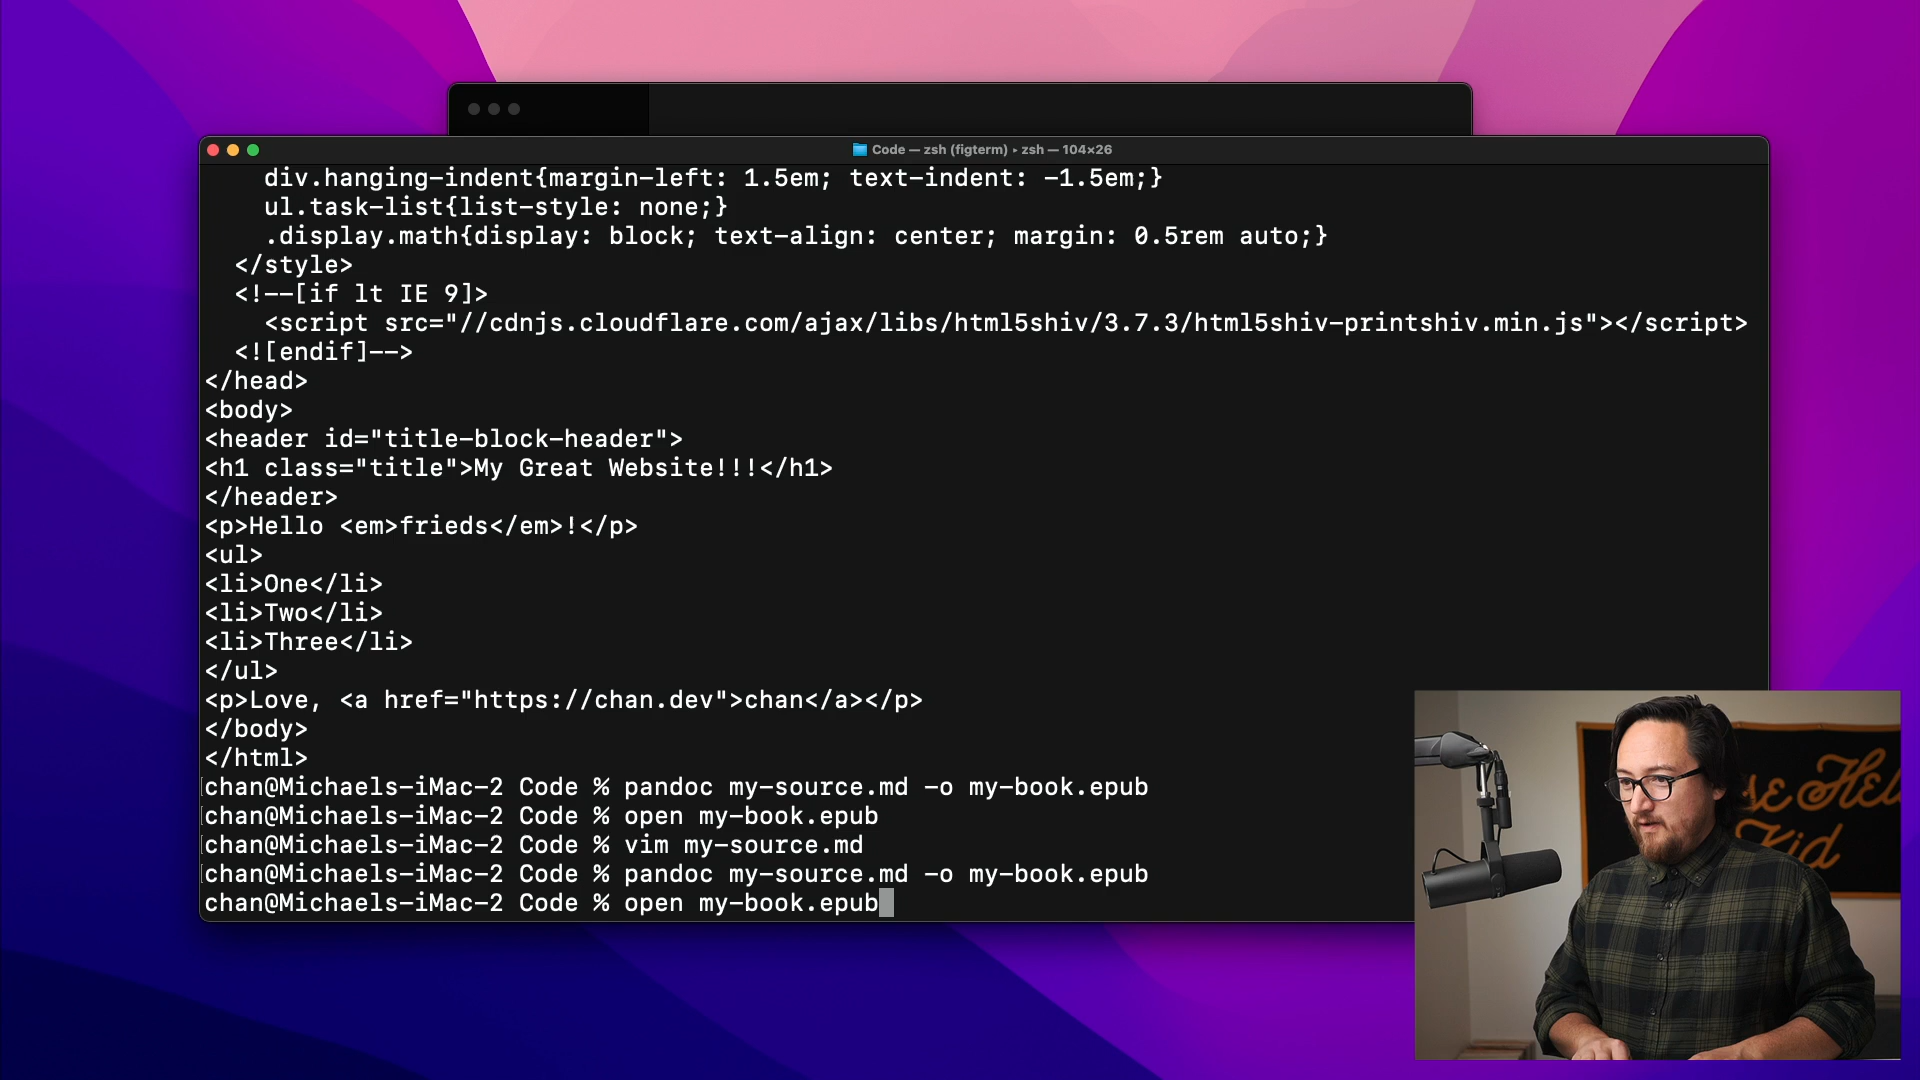 Code — zsh (figterm) ▸ zsh — 104×26
div.hanging-indent{margin-left: 1.5em; text-indent: -1.5em;}
ul.task-list{list-style: none;}
.display.math{display: block; text-align: center; margin: 0.5rem auto;}
</style>
<!--[if lt IE 9]>
<script src="//cdnjs.cloudflare.com/ajax/libs/html5shiv/3.7.3/html5shiv-printshiv.min.js"></script>
<![endif]-->
</head>
<body>
<header id="title-block-header">
<h1 class="title">My Great Website!!!</h1>
</header>
<p>Hello <em>frieds</em>!</p>
<ul>
<li>One</li>
<li>Two</li>
<li>Three</li>
</ul>
<p>Love, <a href="https://chan.dev">chan</a></p>
</body>
</html>
chan@Michaels-iMac-2 Code % pandoc my-source.md -o my-book.epub
chan@Michaels-iMac-2 Code % open my-book.epub
chan@Michaels-iMac-2 Code % vim my-source.md
chan@Michaels-iMac-2 Code % pandoc my-source.md -o my-book.epub
chan@Michaels-iMac-2 Code % open my-book.epub
Kid